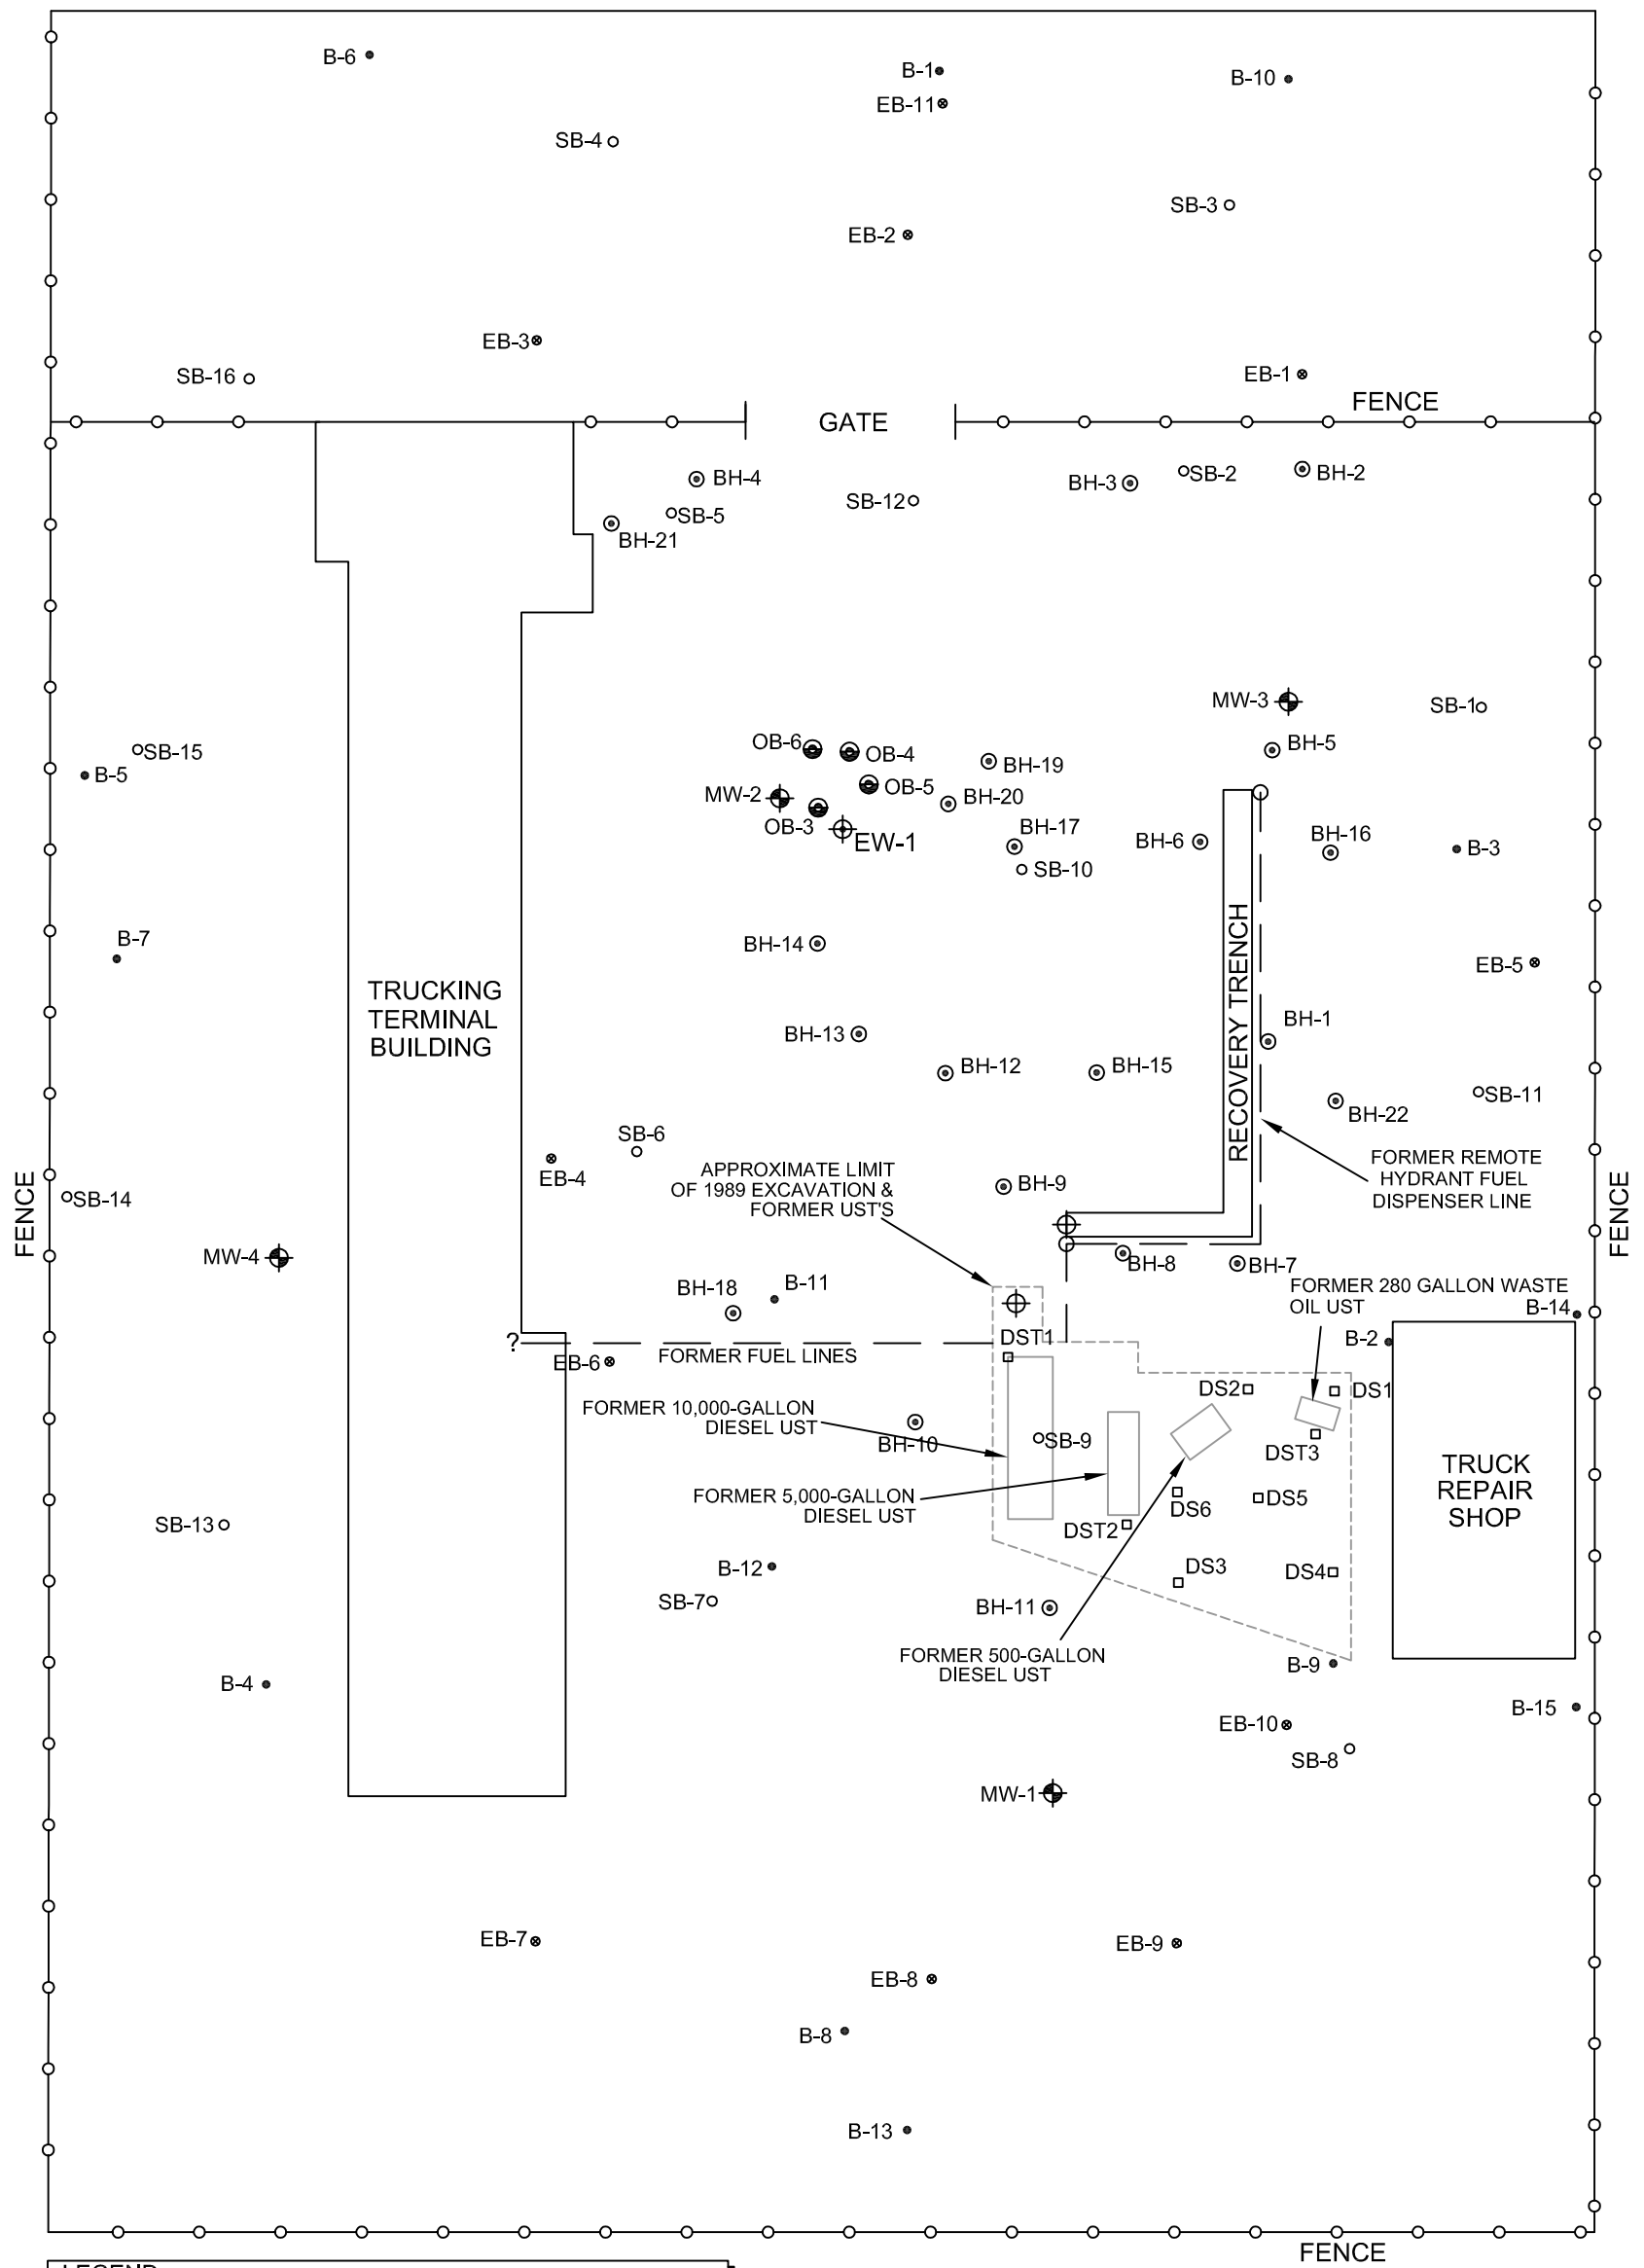 B-6
B-1
B-10
EB-11
SB-4
SB-3
EB-2
EB-3
SB-16
EB-1
FENCE
GATE
BH-4
BH-3
SB-2
BH-2
SB-12
SB-5
BH-21
MW-3
SB-1
SB-15
B-5
OB-6
OB-4
BH-5
BH-19
OB-5
MW-2
BH-20
OB-3
EW-1
BH-17
BH-6
BH-16
B-3
SB-10
B-7
BH-14
EB-5
RECOVERY TRENCH
TRUCKING
TERMINAL
BUILDING
BH-13
BH-1
BH-12
BH-15
SB-11
BH-22
SB-6
EB-4
APPROXIMATE LIMIT
OF 1989 EXCAVATION &
FORMER UST'S
BH-9
FORMER REMOTE
HYDRANT FUEL
DISPENSER LINE
FENCE
FENCE
SB-14
MW-4
BH-8
BH-7
FORMER 280 GALLON WASTE
OIL UST
BH-18
B-11
B-14
DST1
B-2
?
FORMER FUEL LINES
EB-6
DS2
DS1
FORMER 10,000-GALLON
DIESEL UST
BH-10
SB-9
DST3
TRUCK
REPAIR
SHOP
FORMER 5,000-GALLON
DIESEL UST
DS6
DS5
DST2
SB-13
B-12
DS3
DS4
SB-7
BH-11
FORMER 500-GALLON
DIESEL UST
B-9
B-4
B-15
EB-10
SB-8
MW-1
EB-7
EB-9
EB-8
B-8
B-13
FENCE
LEGEND